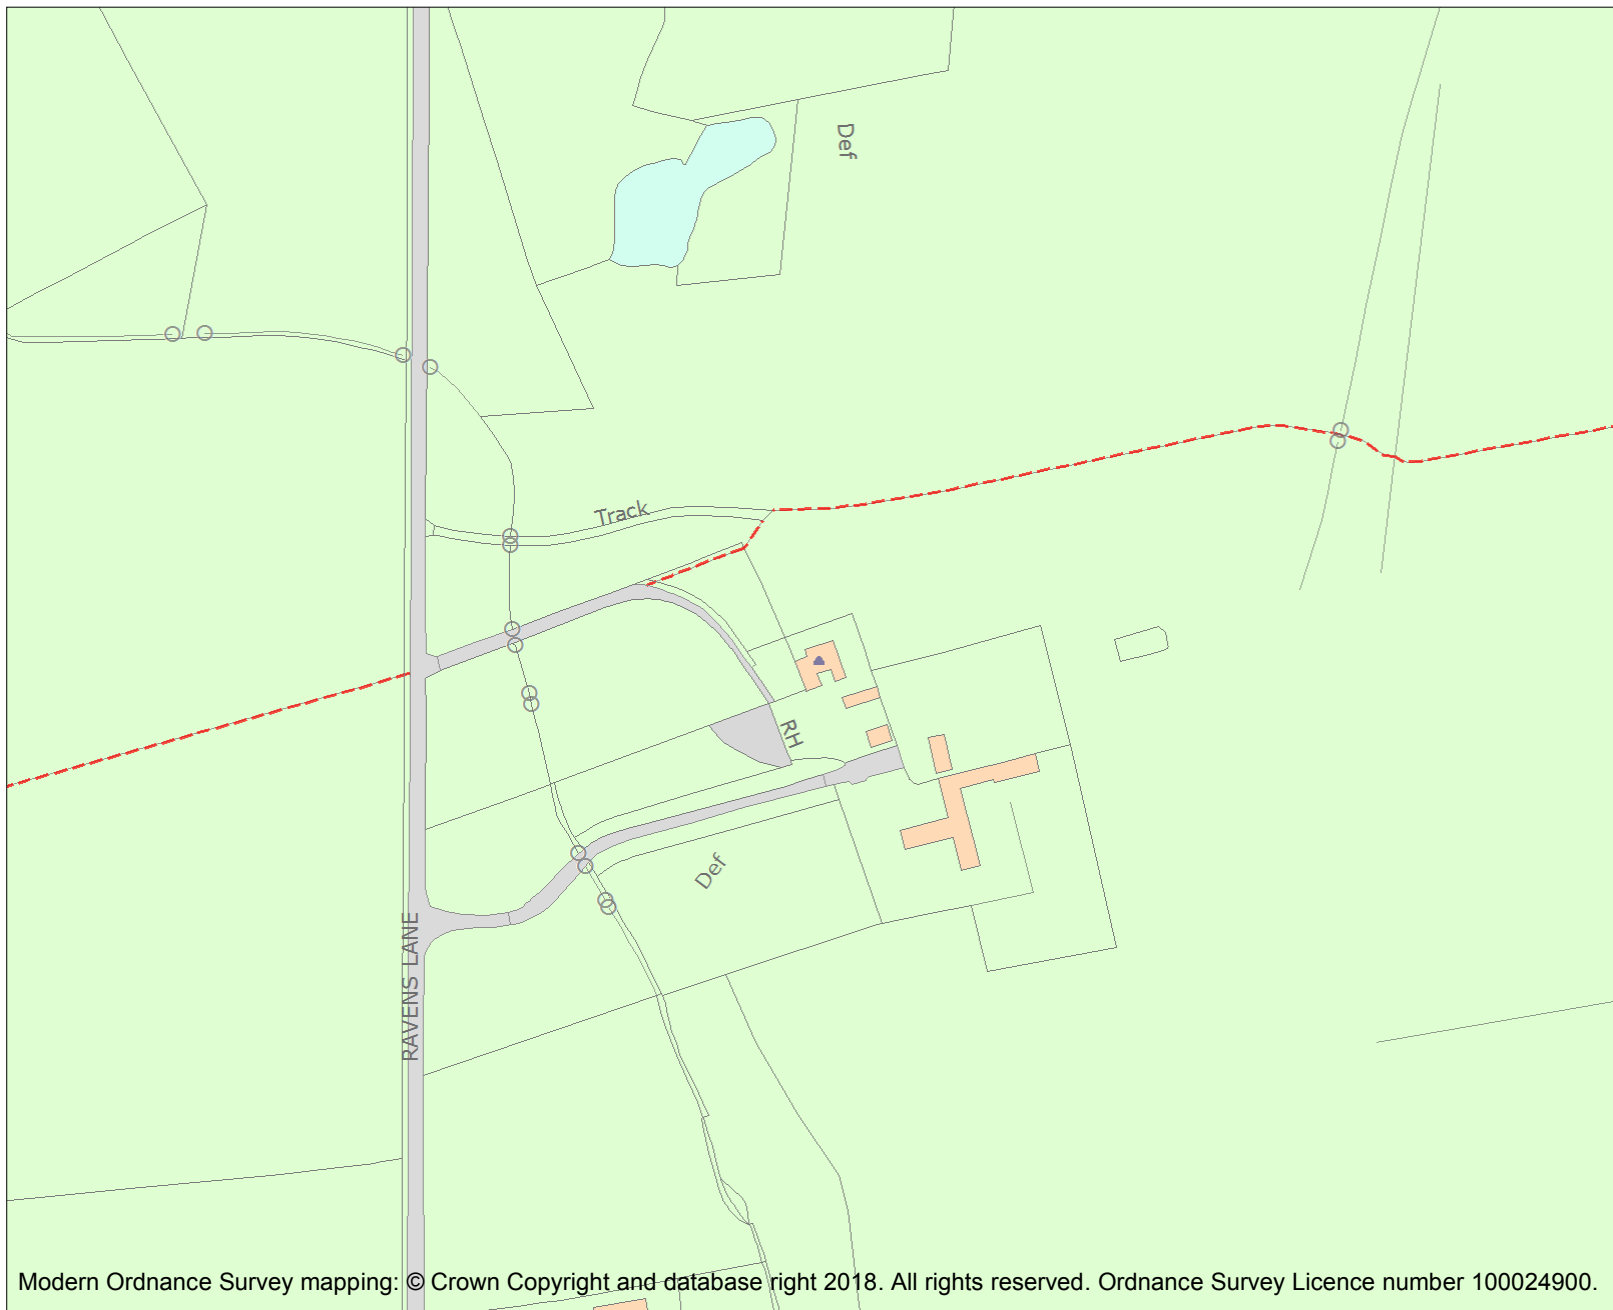 Def
Track
RH
Def
RAVENS LANE
Modern Ordnance Survey mapping: © Crown Copyright and database right 2018. All rights reserved. Ordnance Survey Licence number 100024900.